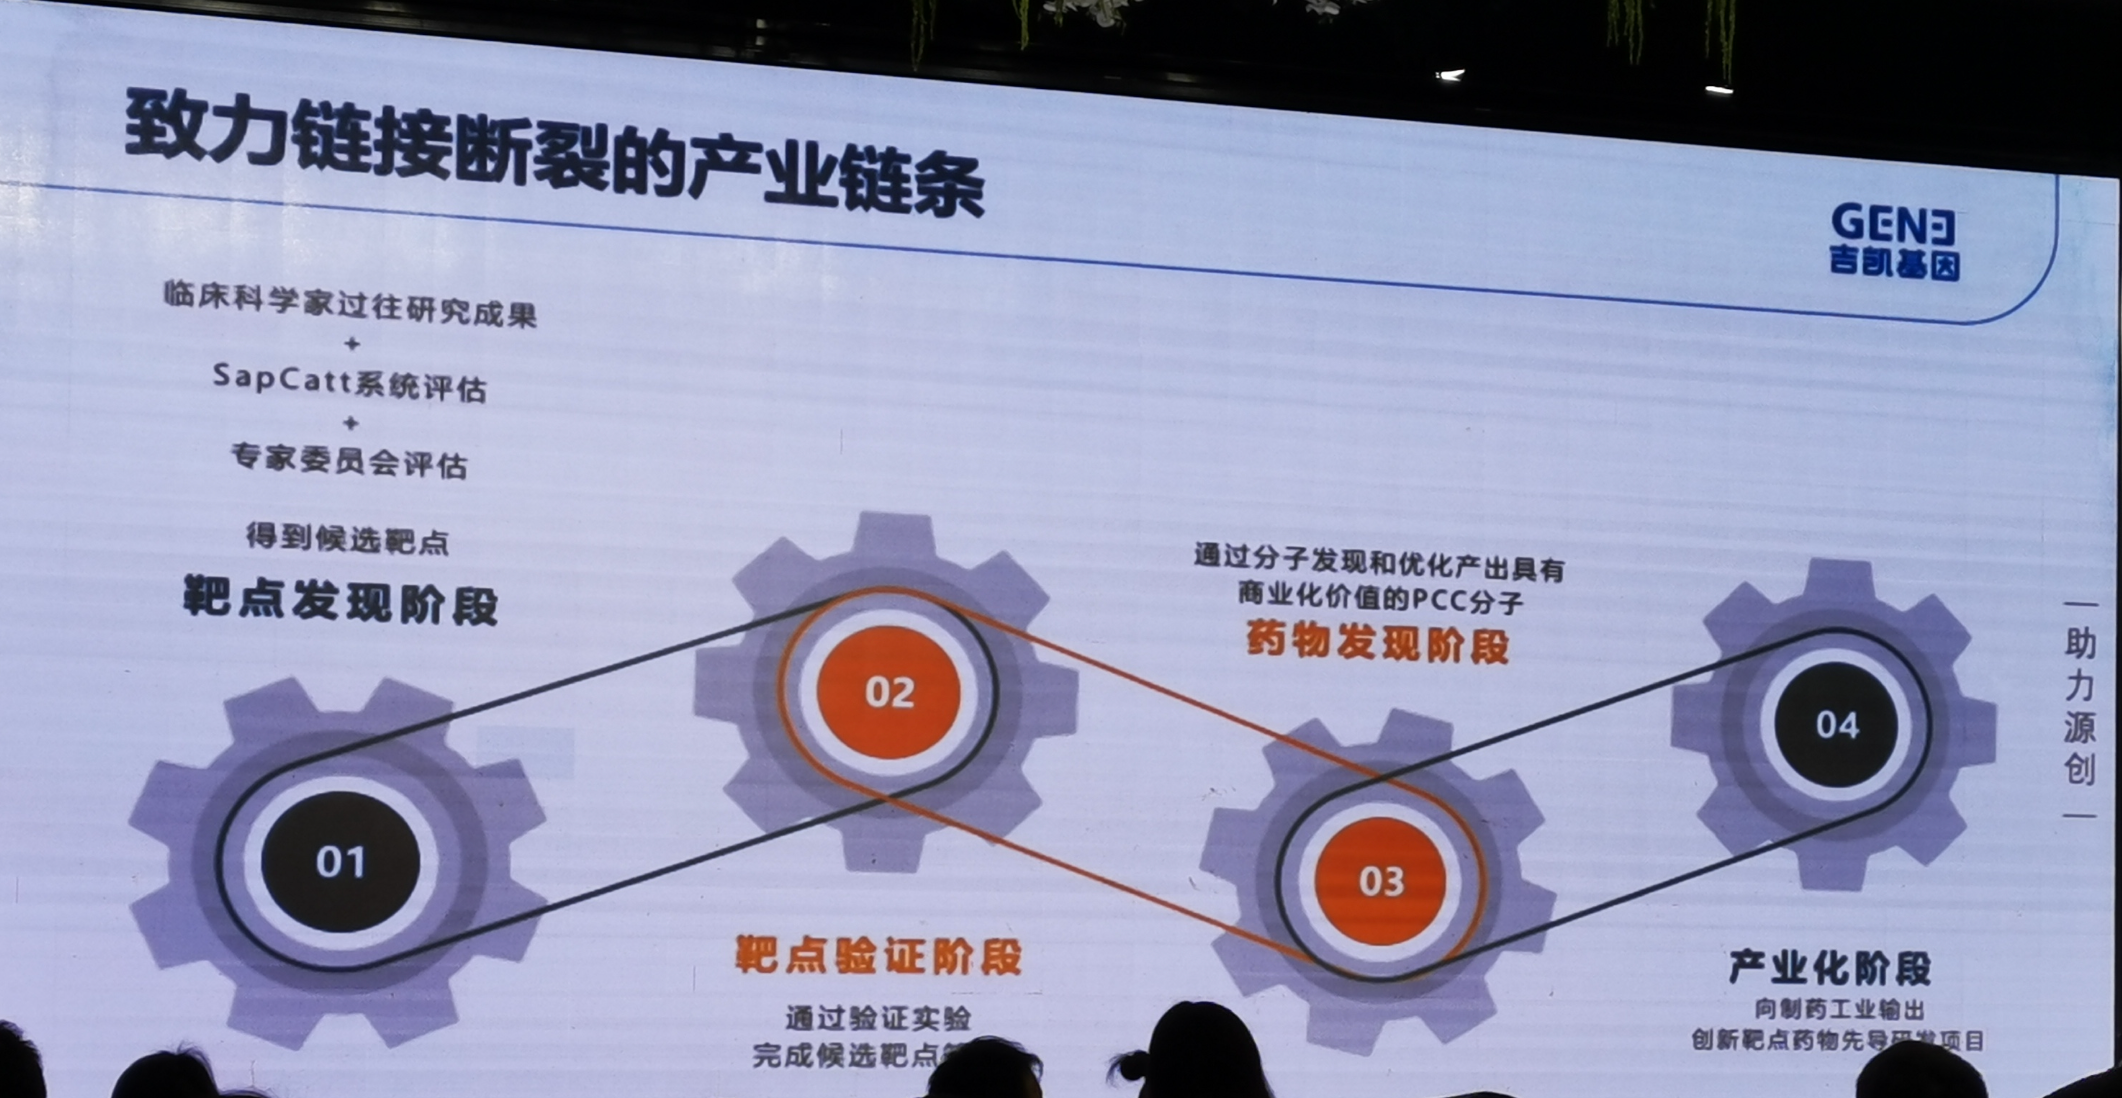 致力链接断裂的产业链条
GENE
吉凯基因
临床科学家过往研究成果
+
SapCatt系统评估
+
专家委员会评估
得到候选靶点
靶点发现阶段
01
02
靶点验证阶段
通过验证实验
完成候选靶点
通过分子发现和优化产出具有
商业化价值的PCC分子
药物发现阶段
03
04
产业化阶段
向制药工业输出
创新靶点药物先导研发项目
助力源创